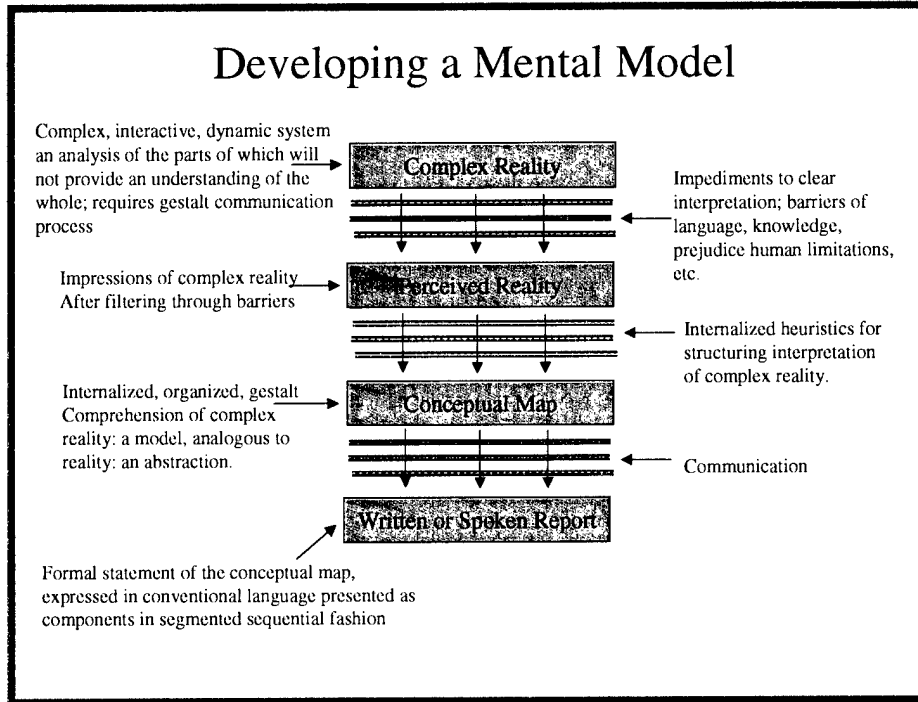 Developing a Mental Model
Complex, interactive, dynamic system
an analysis of the parts of which will
not provide an understanding of the
whole; requires gestalt communication
process
Complex Reality
Impediments to clear
interpretation; barriers of
language, knowledge,
prejudice human limitations,
etc.
Impressions of complex reality
After filtering through barriers
Perceived Reality
Internalized heuristics for
structuring interpretation
of complex reality.
Internalized, organized, gestalt
Comprehension of complex
reality: a model, analogous to
reality: an abstraction.
Conceptual Map
Communication
Written or Spoken Report
Formal statement of the conceptual map,
expressed in conventional language presented as
components in segmented sequential fashion